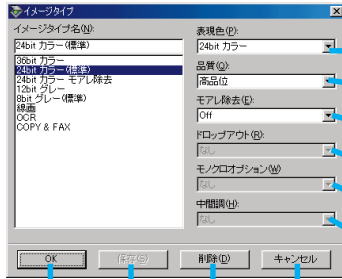 イメージタイプ
イメージタイプ名(N):
24bit カラー(標準)
36bit カラー
24bit カラー(標準)
24bit カラー モアレ除去
12bit グレー
8bit グレー(標準)
線画
OCR
COPY & FAX
表現色(P):
24bit カラー
品質(Q):
高品位
モアレ除去(E):
Off
ドロップアウト(R):
なし
モノクロオプション(W)
なし
中間調(H):
なし
OK
保存(S)
削除(D)
キャンセル